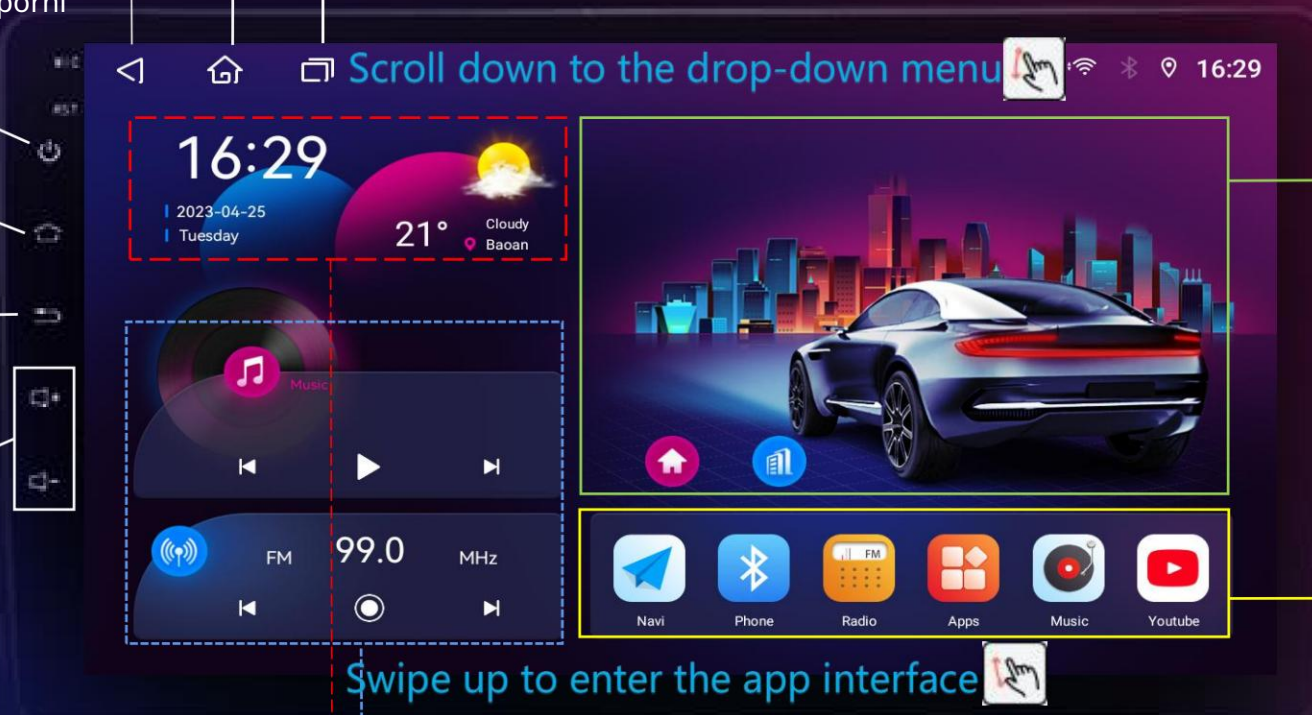 Scroll down to the drop-down menu
16:29
16:29
2023-04-25
Tuesday
21°
Cloudy
Baoan
Music
FM 99.0 MHz
FM
Navi Phone Radio Apps Music Youtube
Swipe up to enter the app interface